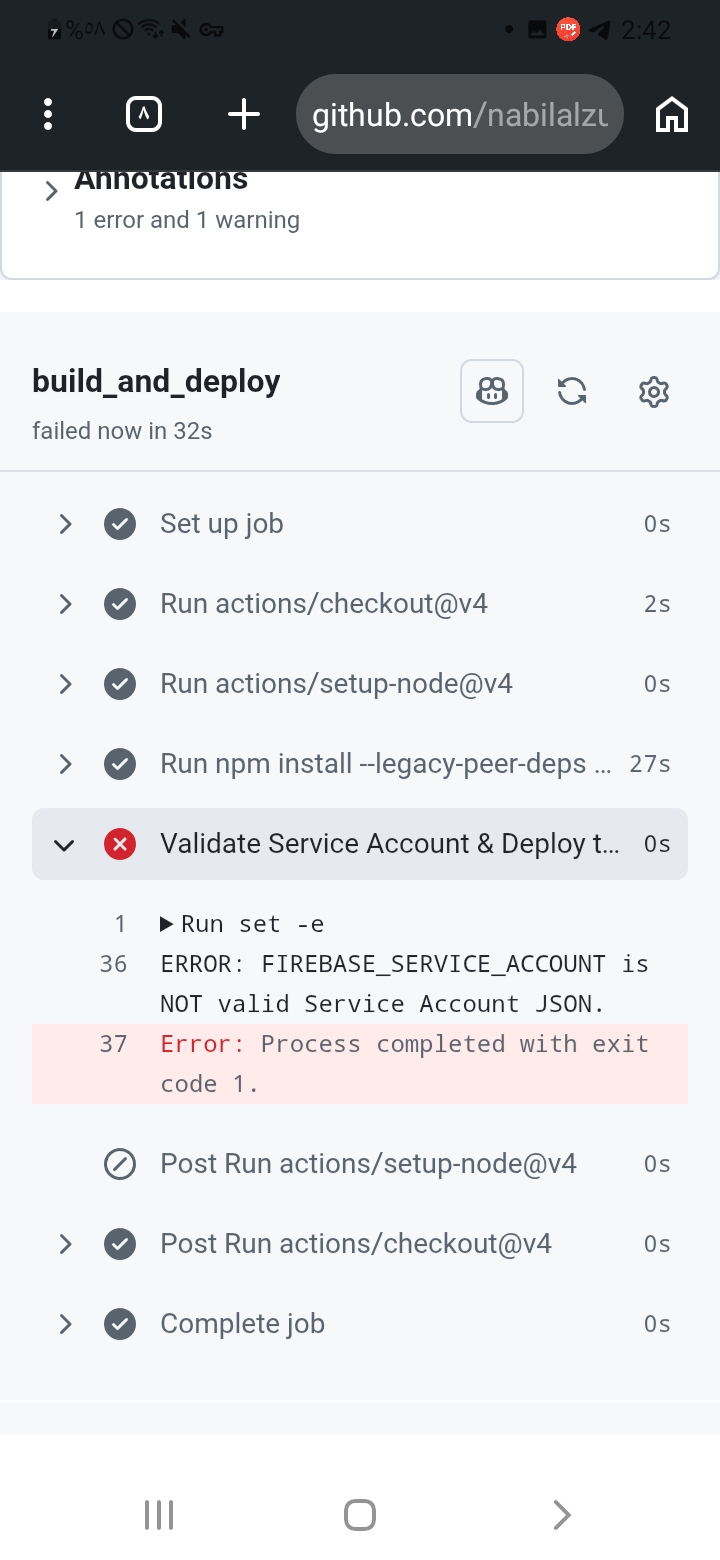 %٥٨
2:42
github.com/nabilalzu
Annotations
1 error and 1 warning
build_and_deploy
failed now in 32s
Set up job 0s
Run actions/checkout@v4 2s
Run actions/setup-node@v4 0s
Run npm install --legacy-peer-deps ... 27s
Validate Service Account & Deploy t... 0s
1 Run set -e
36 ERROR: FIREBASE_SERVICE_ACCOUNT is
NOT valid Service Account JSON.
37 Error: Process completed with exit
code 1.
Post Run actions/setup-node@v4 0s
Post Run actions/checkout@v4 0s
Complete job 0s